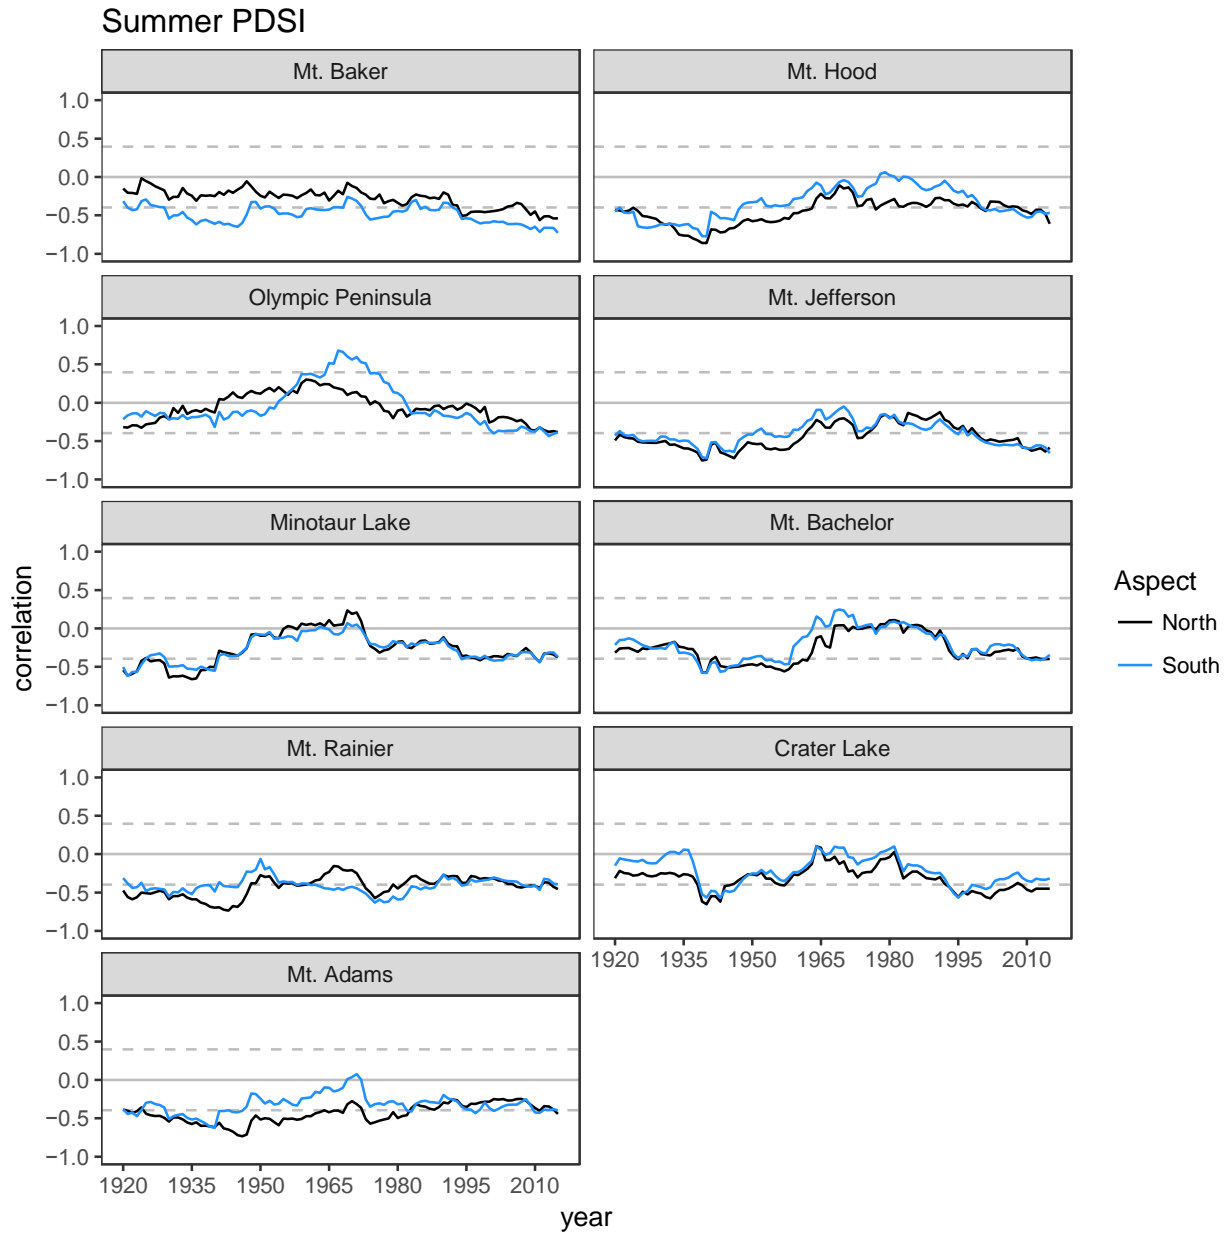 Summer PDSI
Mt. Baker
Mt. Hood
1.0
0.5
0.0
−0.5
−1.0
Olympic Peninsula
Mt. Jefferson
1.0
0.5
0.0
−0.5
−1.0
Minotaur Lake
Mt. Bachelor
1.0
0.5
0.0
−0.5
−1.0
correlation
Aspect
North
South
Mt. Rainier
Crater Lake
1.0
0.5
0.0
−0.5
−1.0
1920 1935 1950 1965 1980 1995 2010
Mt. Adams
1.0
0.5
0.0
−0.5
−1.0
1920 1935 1950 1965 1980 1995 2010
year